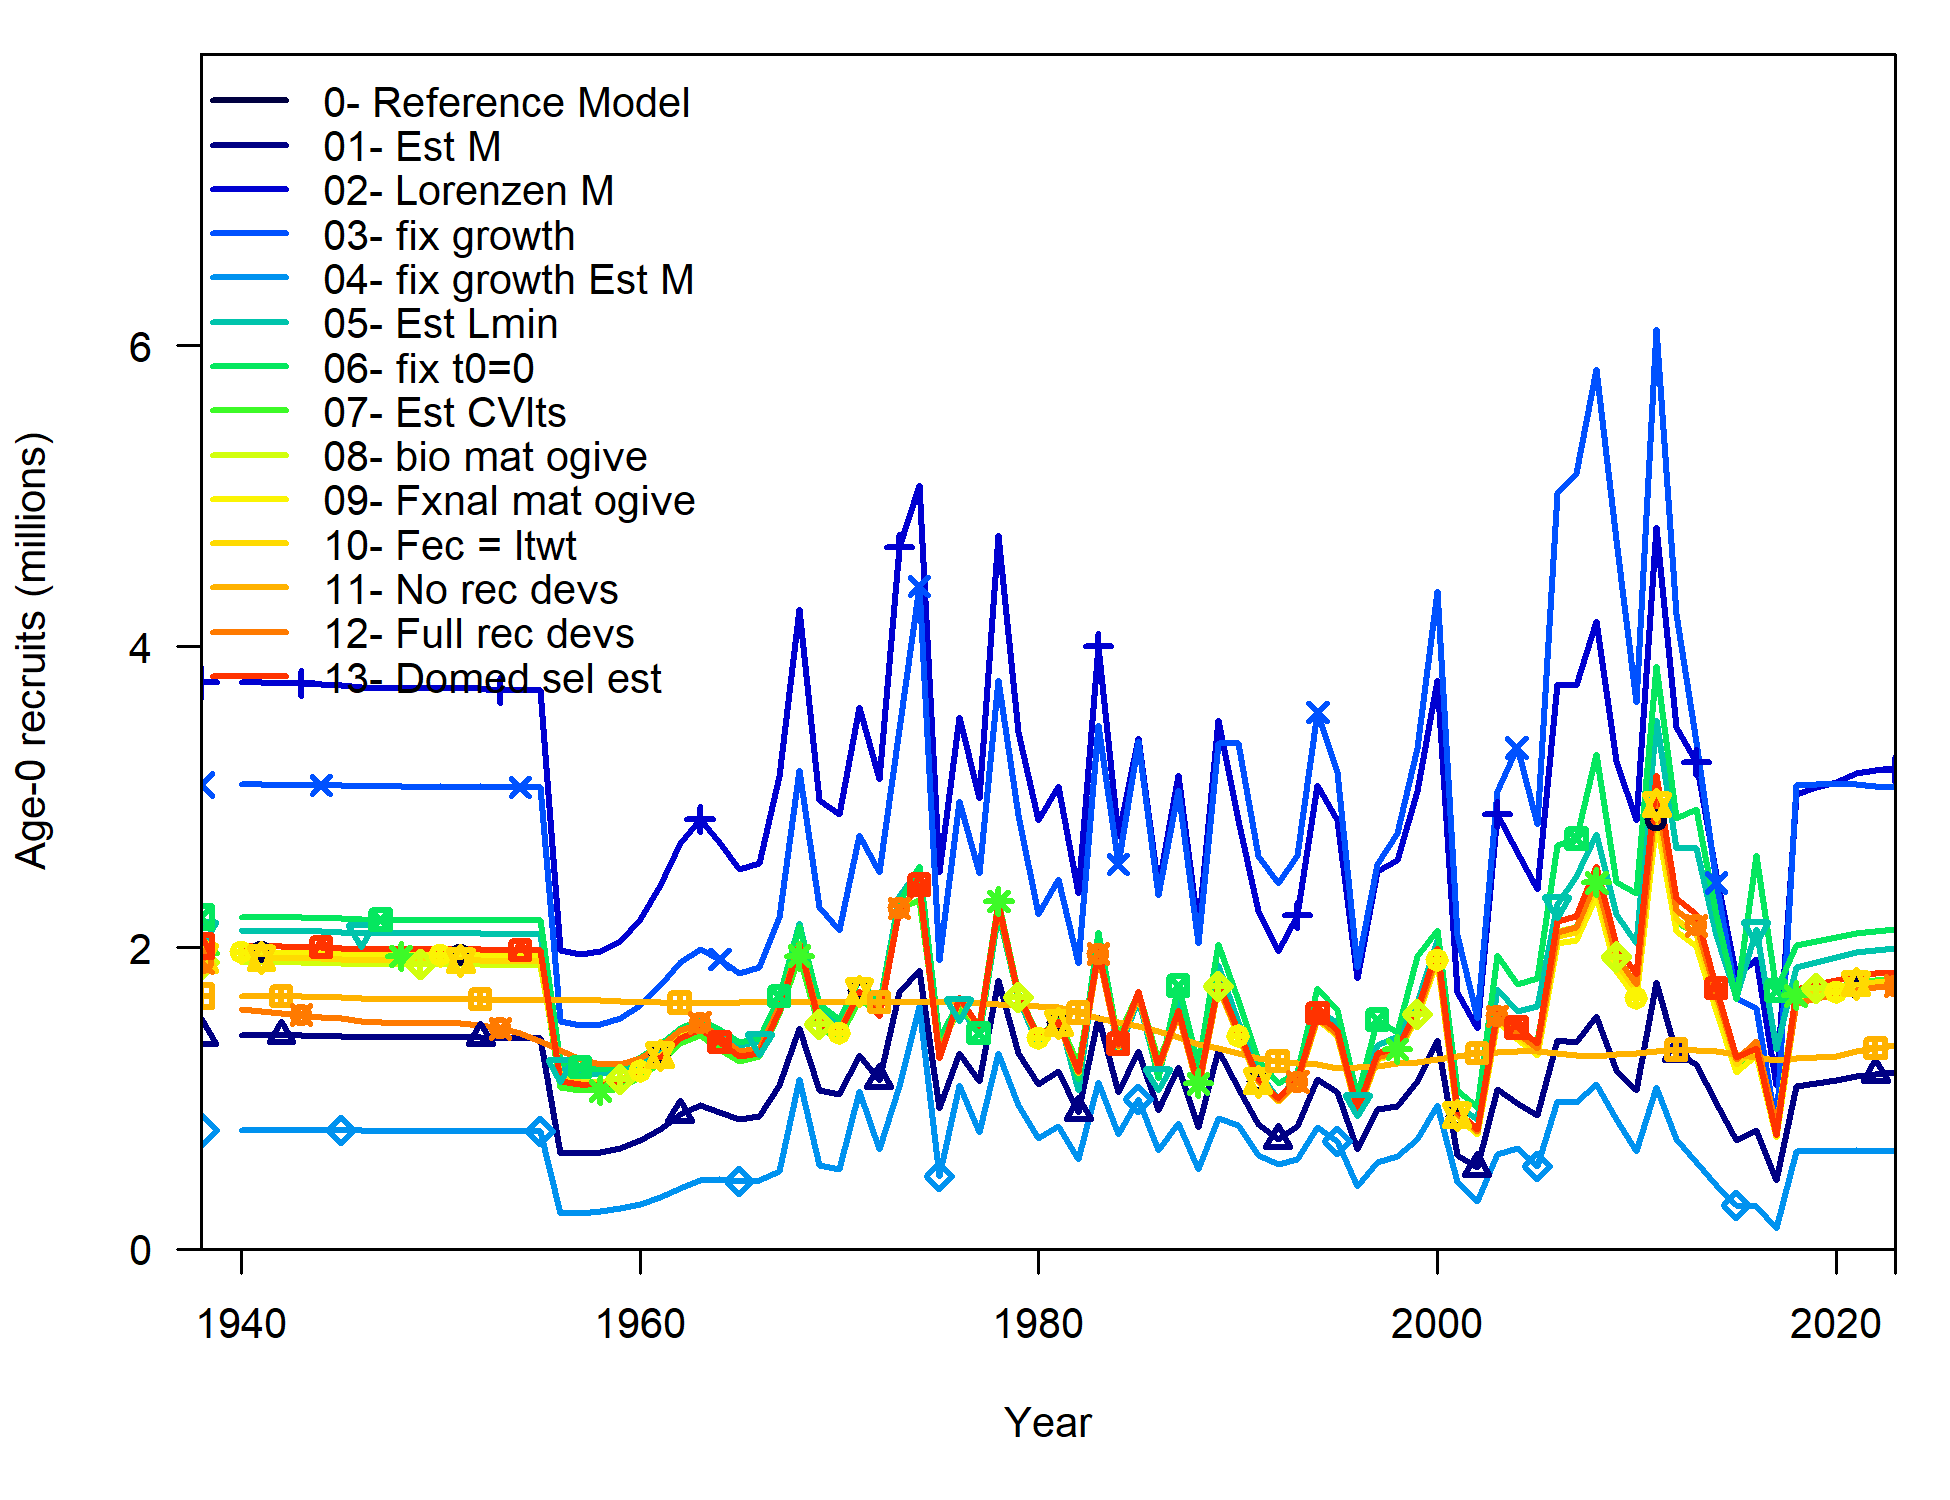 0- Reference Model
01- Est M
02- Lorenzen M
03- fix growth
04- fix growth Est M
05- Est Lmin
06- fix t0=0
07- Est CVlts
08- bio mat ogive
09- Fxnal mat ogive
10- Fec = ltwt
11- No rec devs
12- Full rec devs
13- Domed sel est
Age-0 recruits (millions)
6
4
2
0
1940 1960 1980 2000 2020
Year